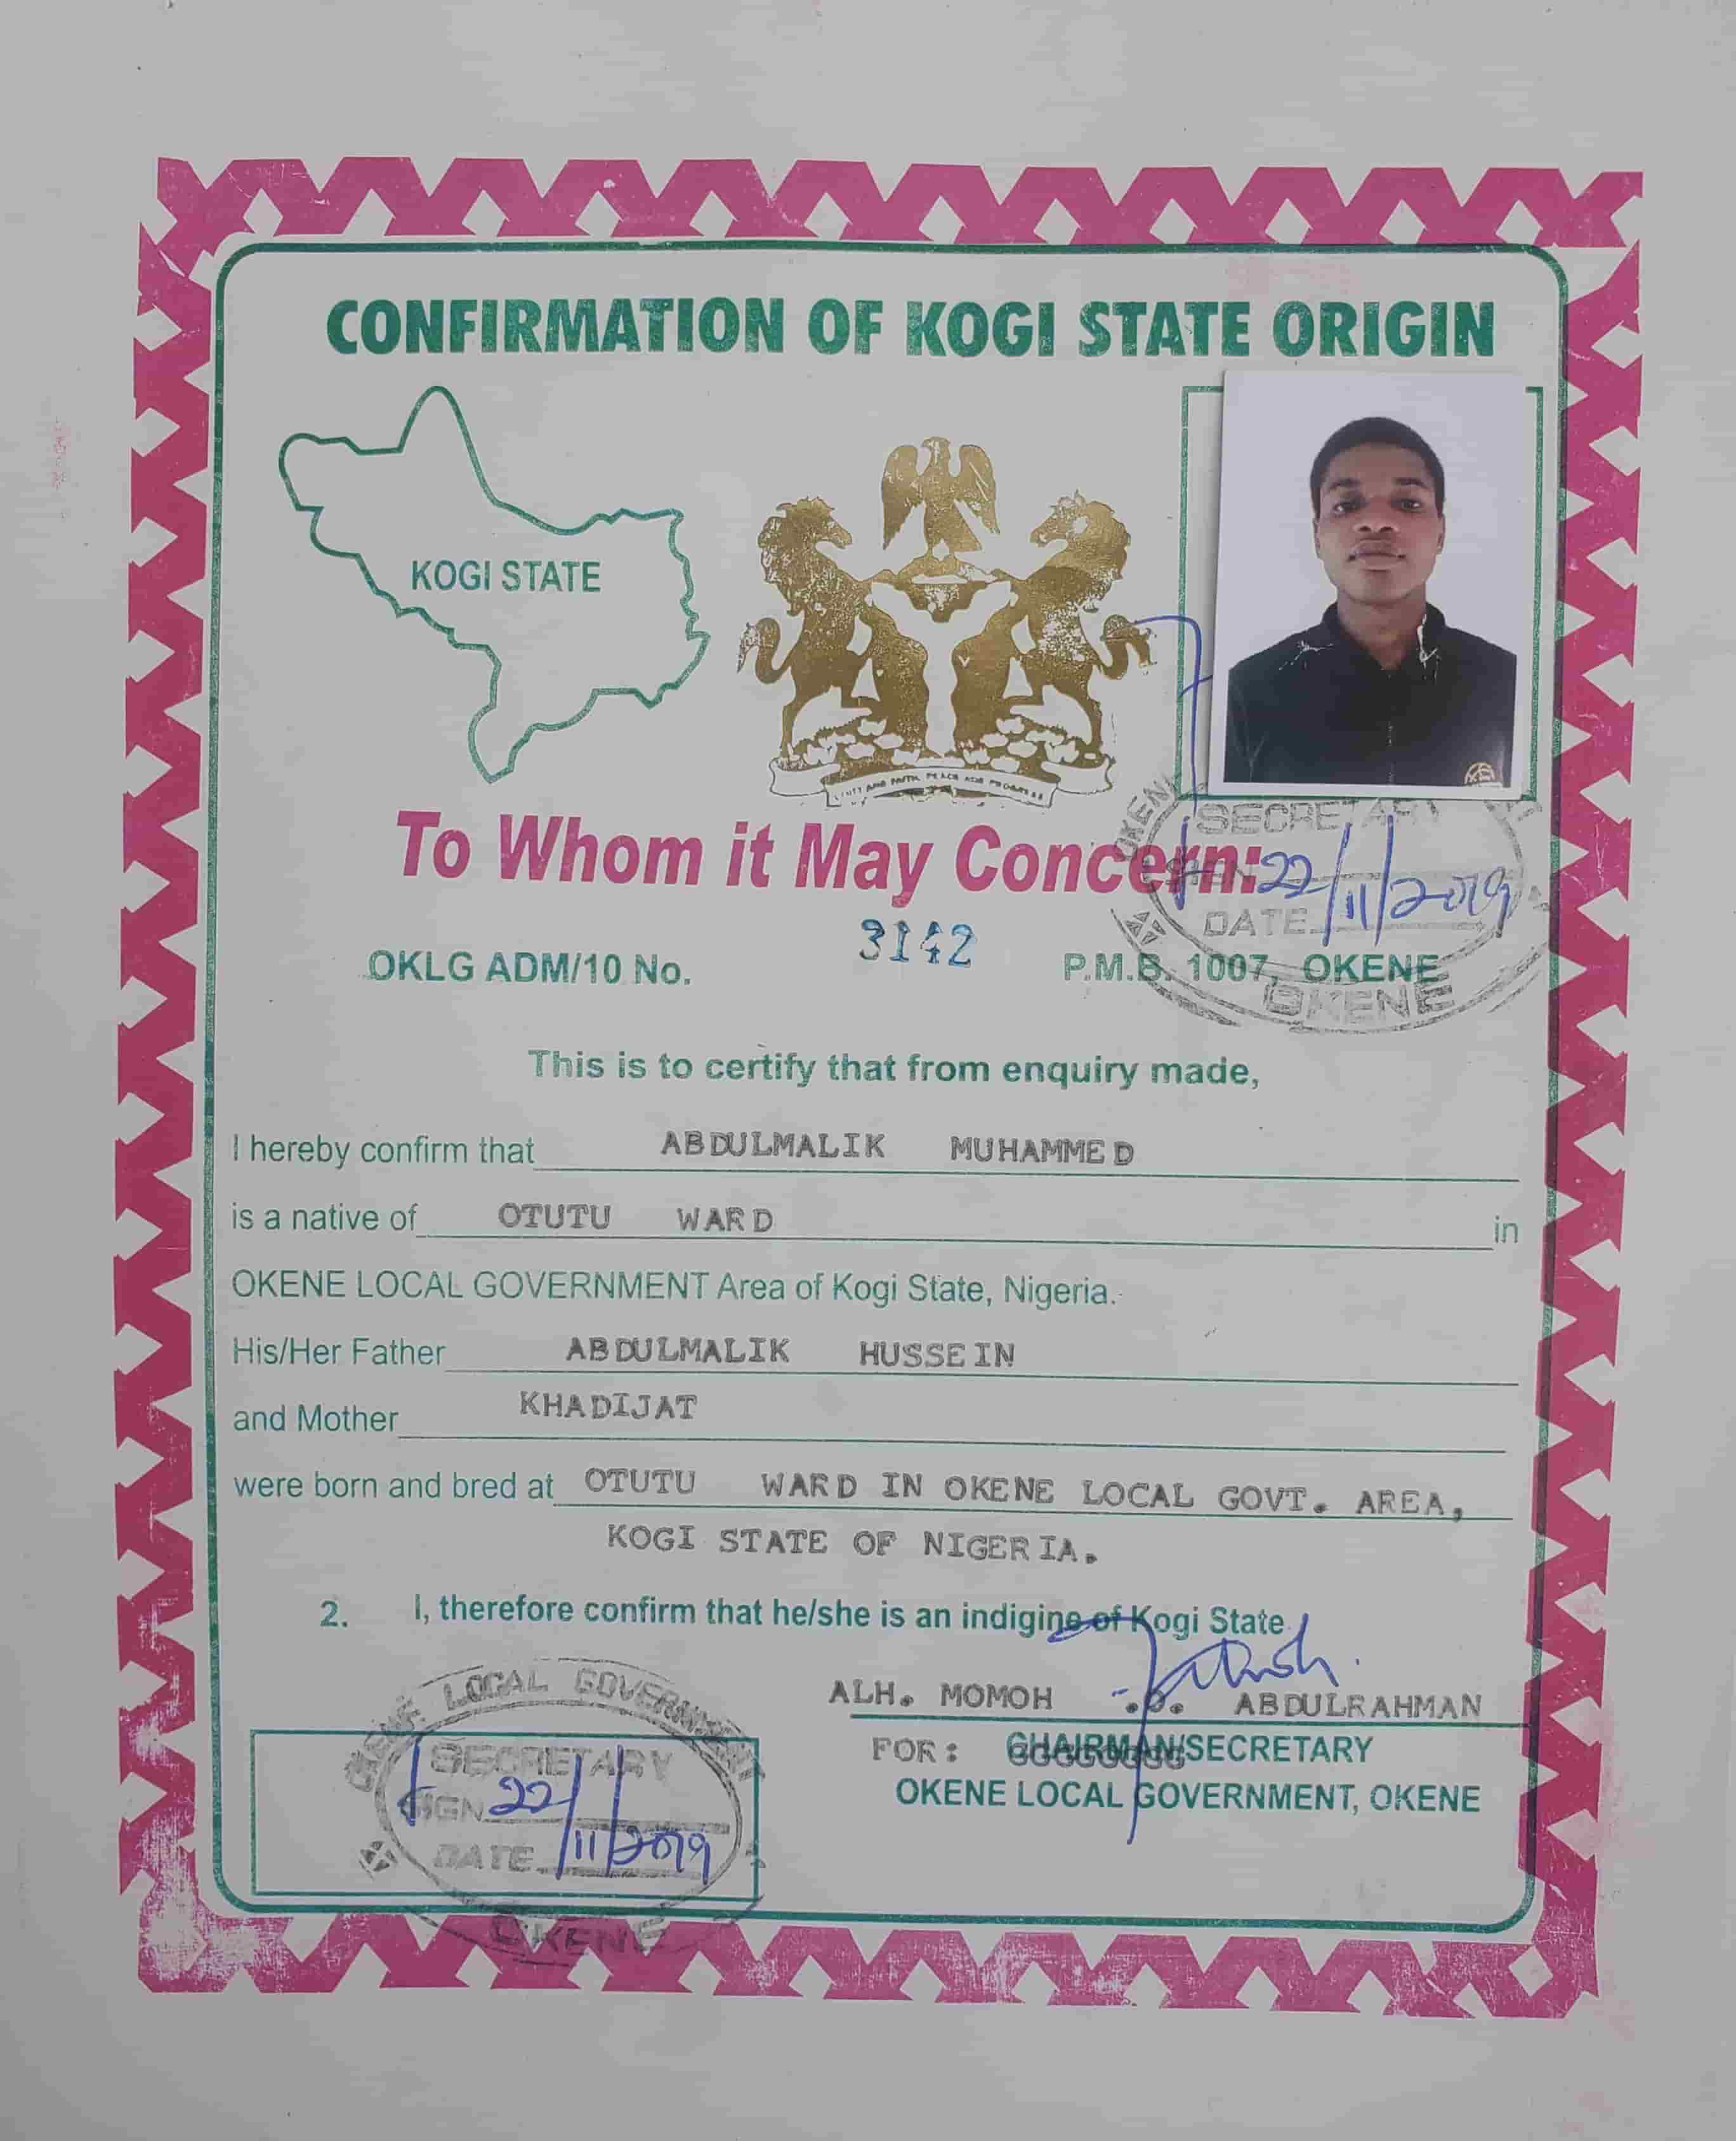 CONFIRMATION OF KOGI STATE ORIGIN
KOGI STATE
To Whom it May Concern:
SECRETARY
SIGN
22/11/2019
DATE
OKENE
OKLG ADM/10 No. 3142 P.M.B. 1007, OKENE
This is to certify that from enquiry made,
I hereby confirm that ABDULMALIK MUHAMMED
is a native of OTUTU WARD in
OKENE LOCAL GOVERNMENT Area of Kogi State, Nigeria.
His/Her Father ABDULMALIK HUSSEIN
and Mother KHADIJAT
were born and bred at OTUTU WARD IN OKENE LOCAL GOVT. AREA,
KOGI STATE OF NIGERIA.
2. I, therefore confirm that he/she is an indigine of Kogi State.
ALH. MOMOH .O. ABDULRAHMAN
FOR: CHAIRMAN/SECRETARY
OKENE LOCAL GOVERNMENT, OKENE
OKENE LOCAL GOVERNMENT
SECRETARY
SIGN
22/11/2019
DATE
OKENE